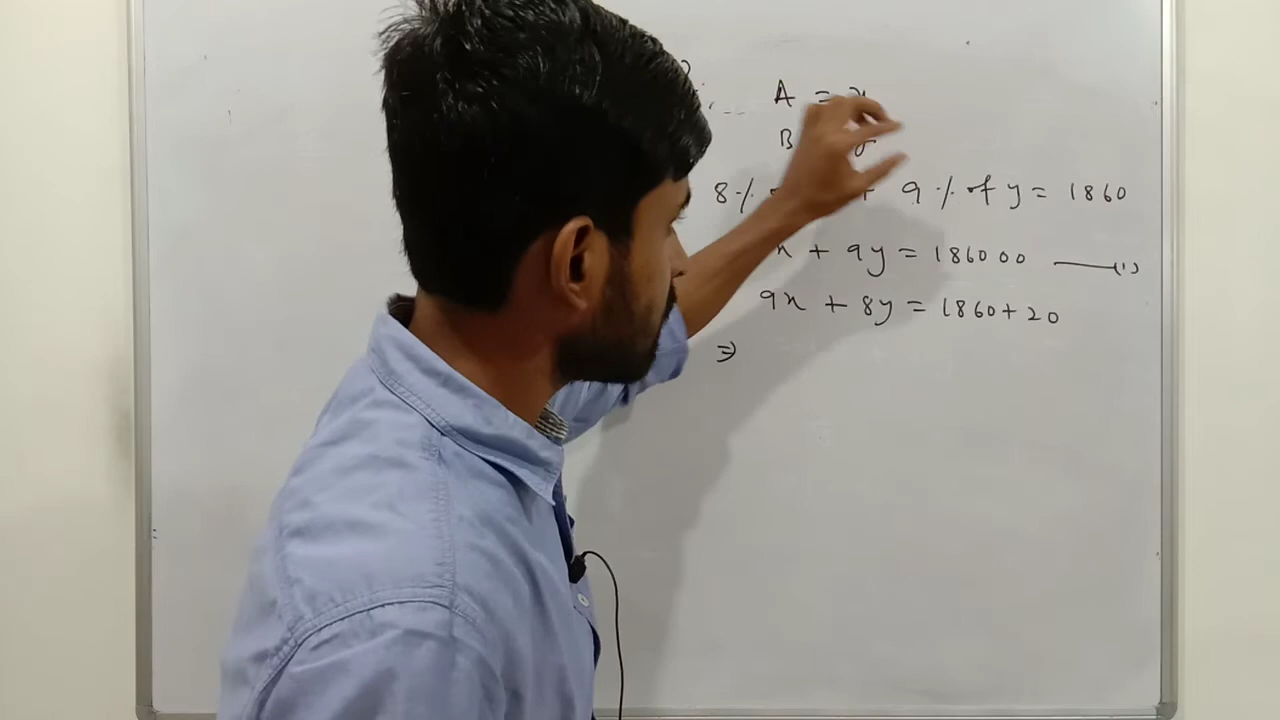 A = x
B y
8% + 9% of y = 1860
x + 9y = 186000 —(1)
9x + 8y = 1860+20
⇒